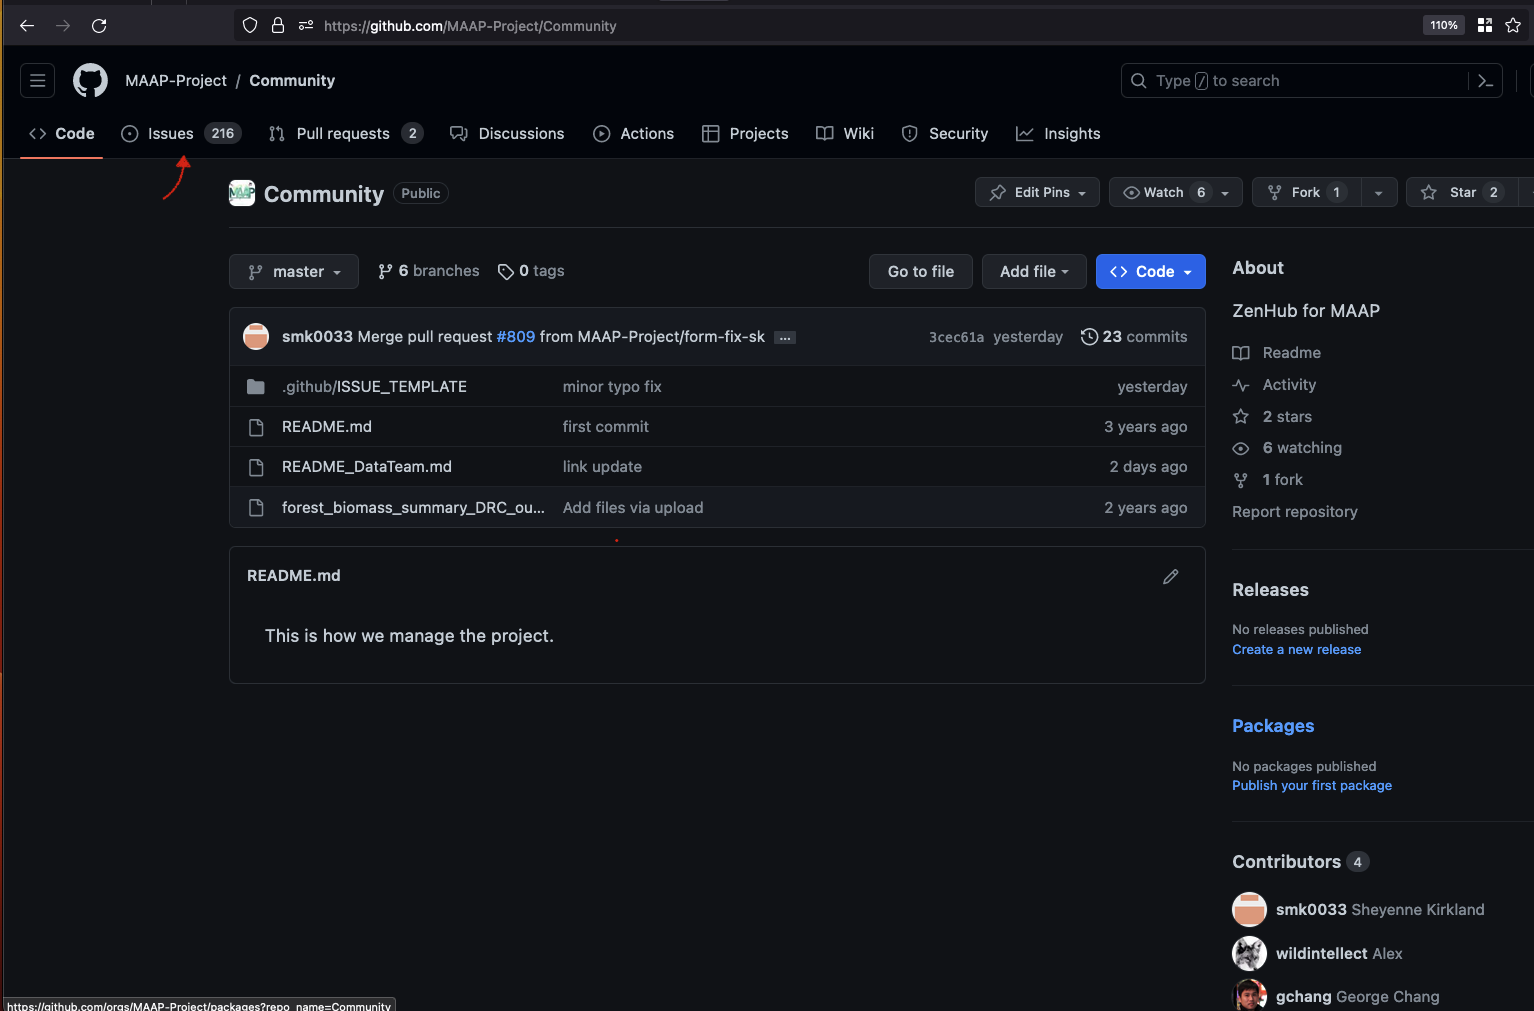 https://github.com/MAAP-Project/Community
110%
MAAP-Project / Community
Type / to search
Code
Issues 216
Pull requests 2
Discussions
Actions
Projects
Wiki
Security
Insights
MAAP
Community Public
Edit Pins
Watch 6
Fork 1
Star 2
master
6 branches
0 tags
Go to file
Add file
Code
smk0033 Merge pull request #809 from MAAP-Project/form-fix-sk ...
3cec61a yesterday
23 commits
.github/ISSUE_TEMPLATE minor typo fix yesterday
README.md first commit 3 years ago
README_DataTeam.md link update 2 days ago
forest_biomass_summary_DRC_ou... Add files via upload 2 years ago
README.md
This is how we manage the project.
About
ZenHub for MAAP
Readme
Activity
2 stars
6 watching
1 fork
Report repository
Releases
No releases published
Create a new release
Packages
No packages published
Publish your first package
Contributors 4
smk0033 Sheyenne Kirkland
wildintellect Alex
gchang George Chang
https://github.com/orgs/MAAP-Project/packages?repo_name=Community